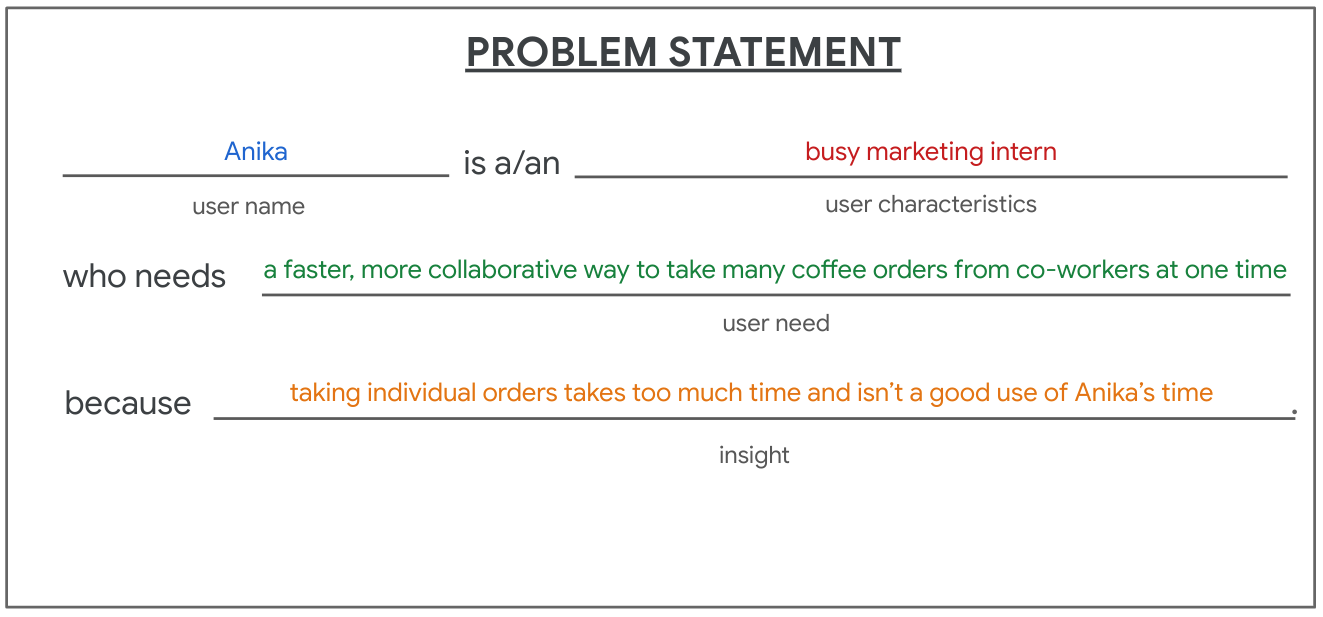 PROBLEM STATEMENT
Anika is a/an busy marketing intern
user name user characteristics
who needs a faster, more collaborative way to take many coffee orders from co-workers at one time
user need
because taking individual orders takes too much time and isn’t a good use of Anika’s time.
insight